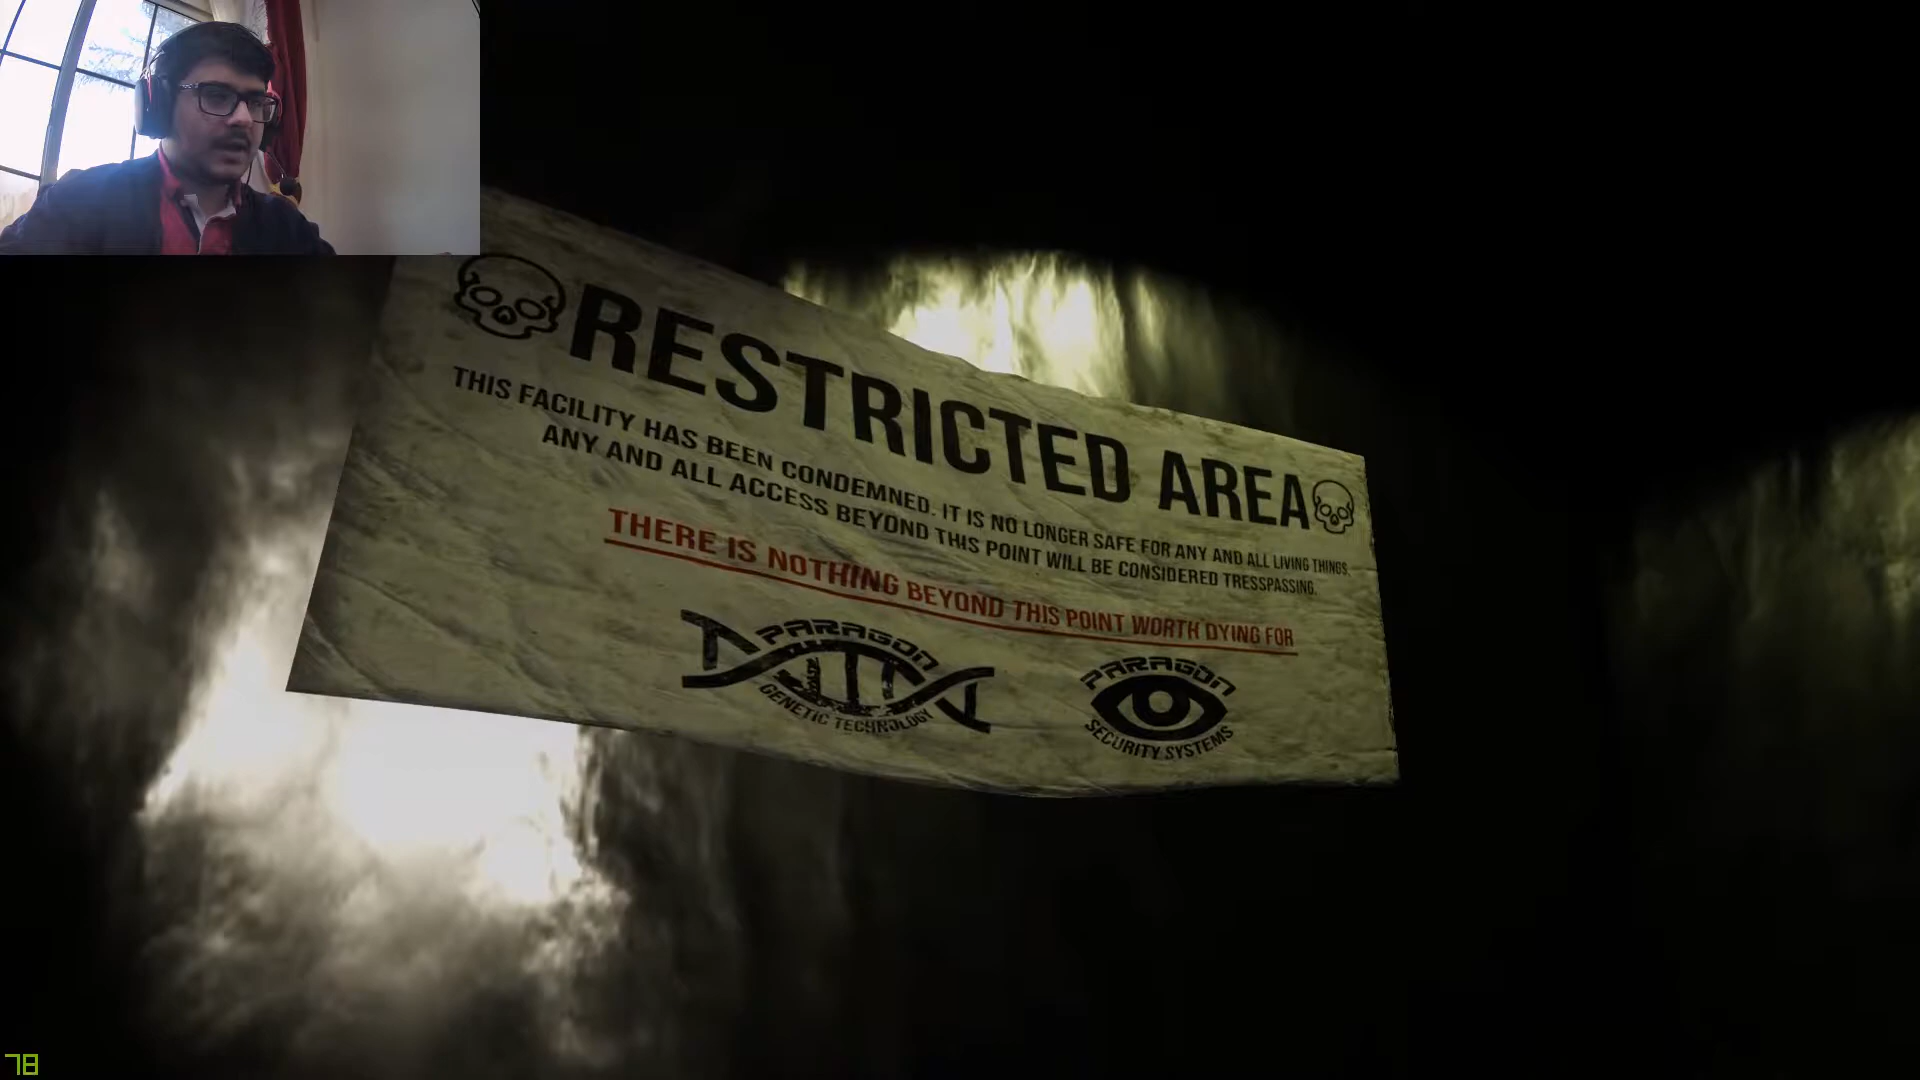 RESTRICTED AREA
THIS FACILITY HAS BEEN CONDEMNED. IT IS NO LONGER SAFE FOR ANY AND ALL LIVING THINGS.
ANY AND ALL ACCESS BEYOND THIS POINT WILL BE CONSIDERED TRESSPASSING.
THERE IS NOTHING BEYOND THIS POINT WORTH DYING FOR
PARAGON
GENETIC TECHNOLOGY
PARAGON
SECURITY SYSTEMS
78